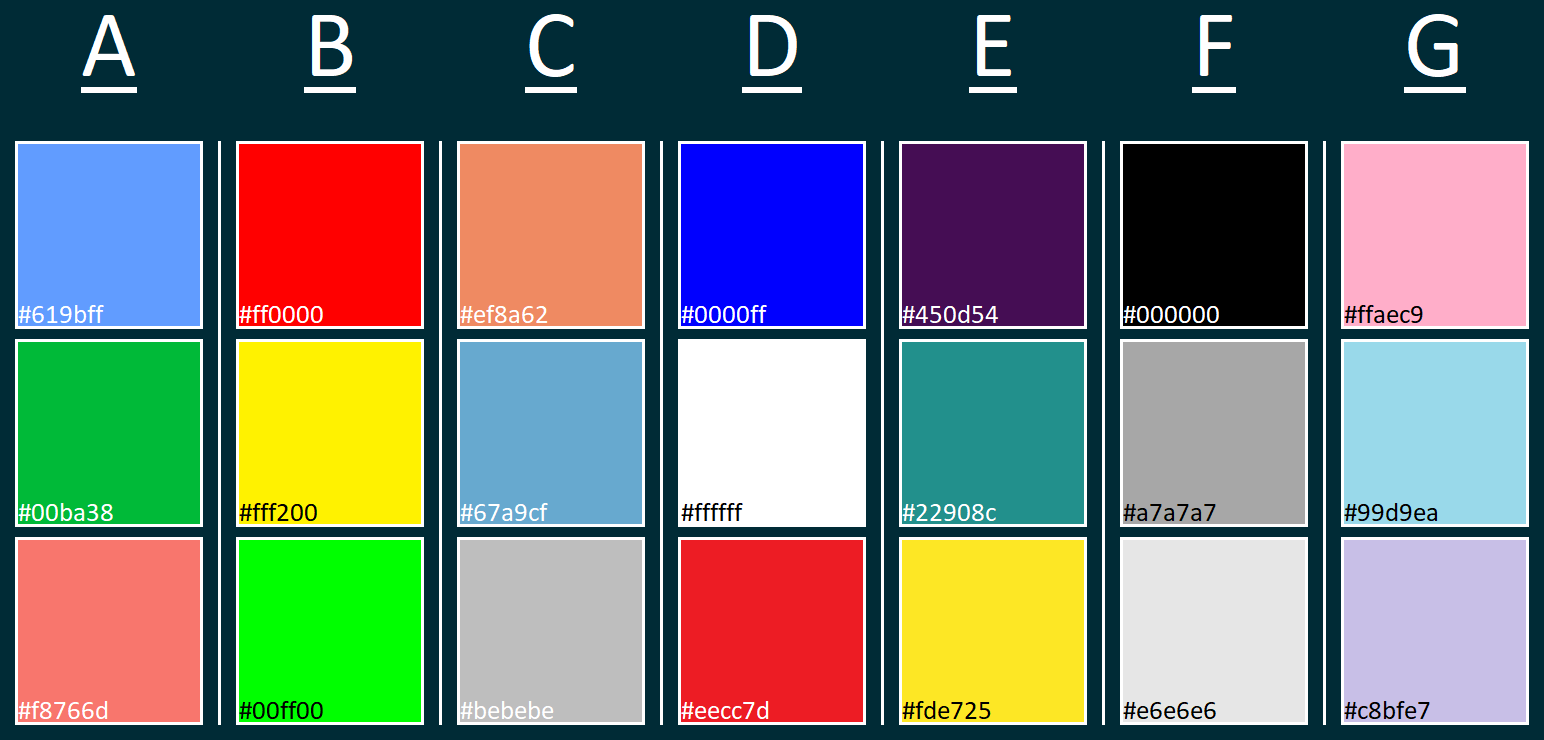 A B C D E F G
#619bff #ff0000 #ef8a62 #0000ff #450d54 #000000 #ffaec9
#00ba38 #fff200 #67a9cf #ffffff #22908c #a7a7a7 #99d9ea
#f8766d #00ff00 #bebebe #eecc7d #fde725 #e6e6e6 #c8bfe7